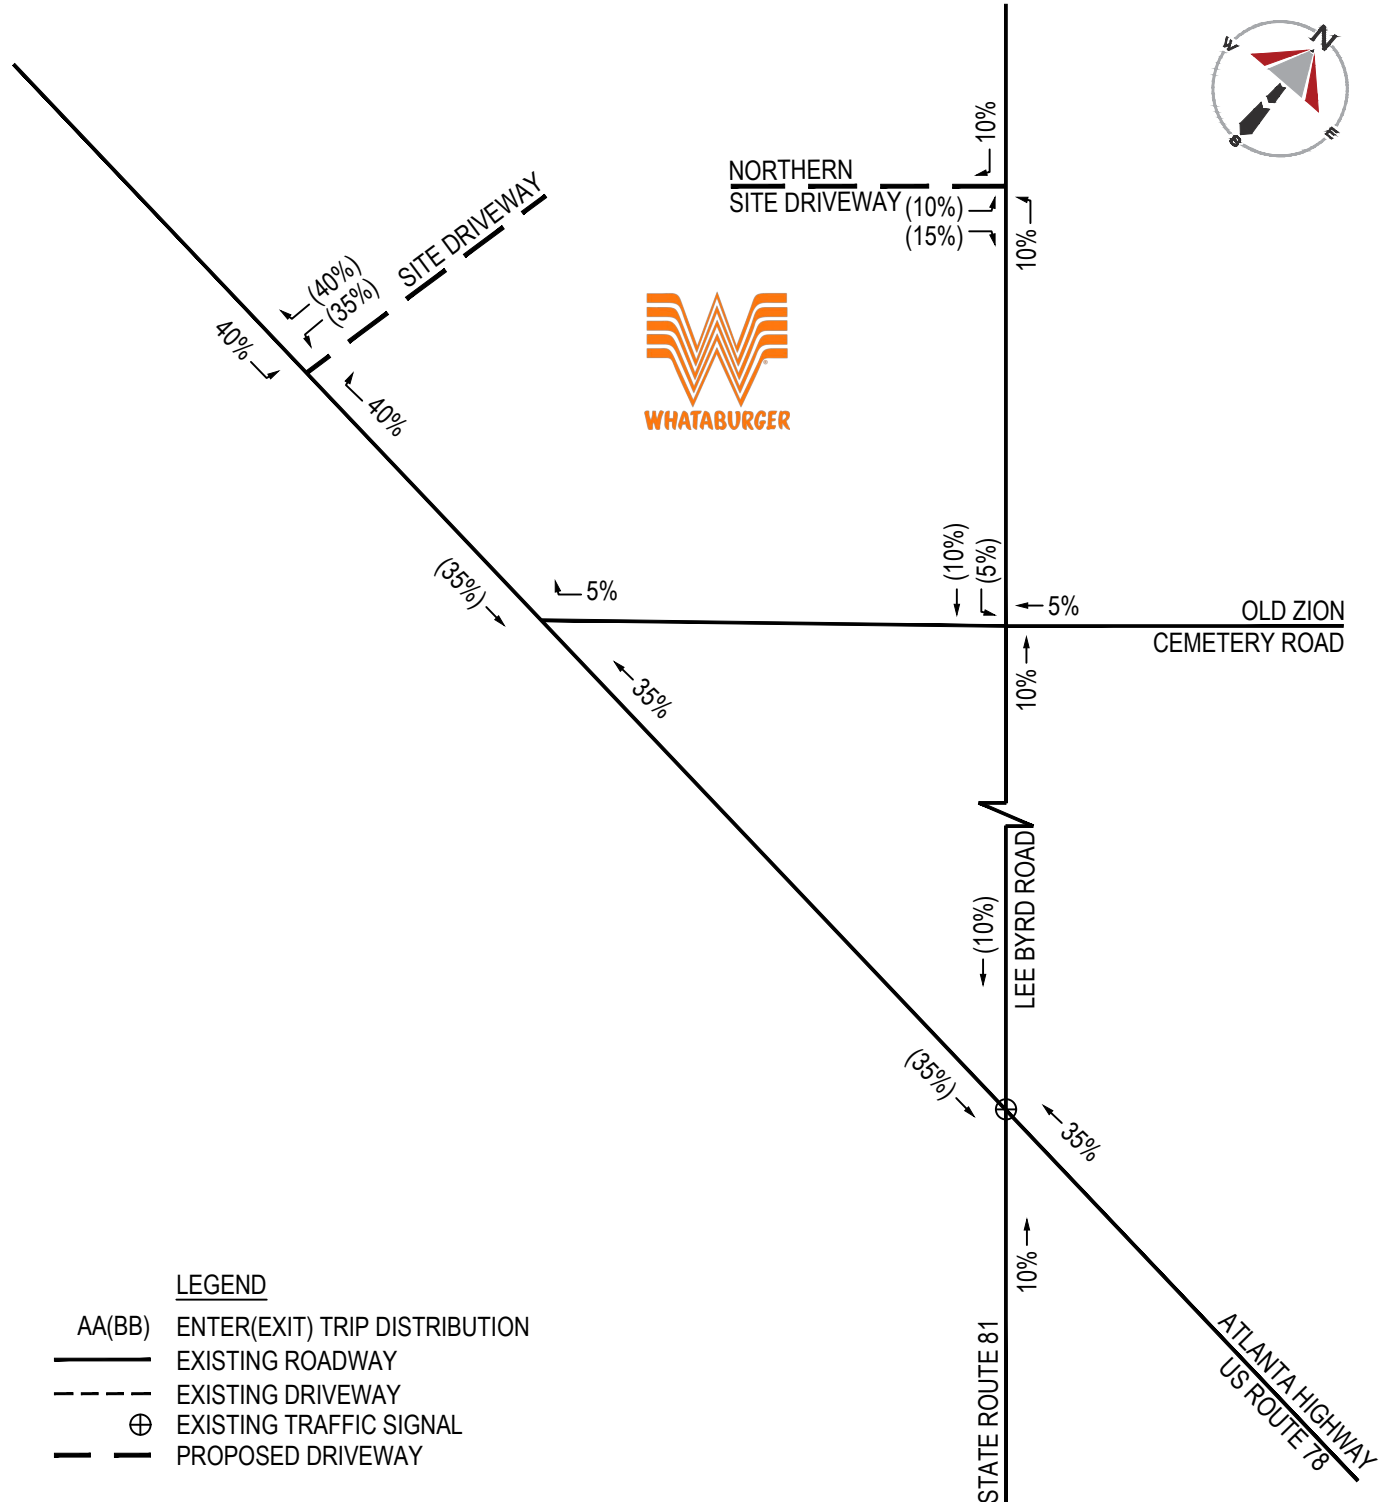 N
W
E
S
10%
NORTHERN
SITE DRIVEWAY
(10%)
(15%)
10%
SITE DRIVEWAY
(40%)
(35%)
40%
40%
WHATABURGER
(10%)
(5%)
(35%)
5%
5%
OLD ZION
CEMETERY ROAD
10%
35%
LEE BYRD ROAD
(10%)
(35%)
35%
10%
LEGEND
AA(BB) ENTER(EXIT) TRIP DISTRIBUTION
EXISTING ROADWAY
EXISTING DRIVEWAY
EXISTING TRAFFIC SIGNAL
PROPOSED DRIVEWAY
STATE ROUTE 81
ATLANTA HIGHWAY
US ROUTE 78